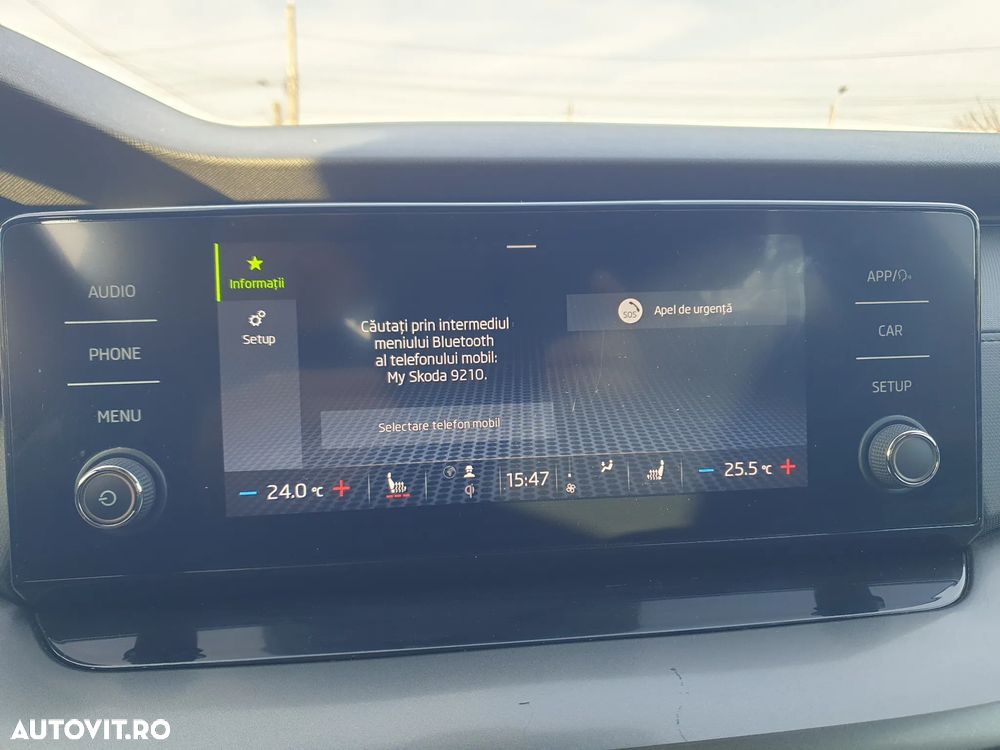 AUDIO
PHONE
MENU
Informații
Setup
Căutați prin intermediul
meniului Bluetooth
al telefonului mobil:
My Skoda 9210.
Selectare telefon mobil
SOS
Apel de urgență
24.0 °C
15:47
25.5 °C
APP/
CAR
SETUP
AUTOVIT.RO